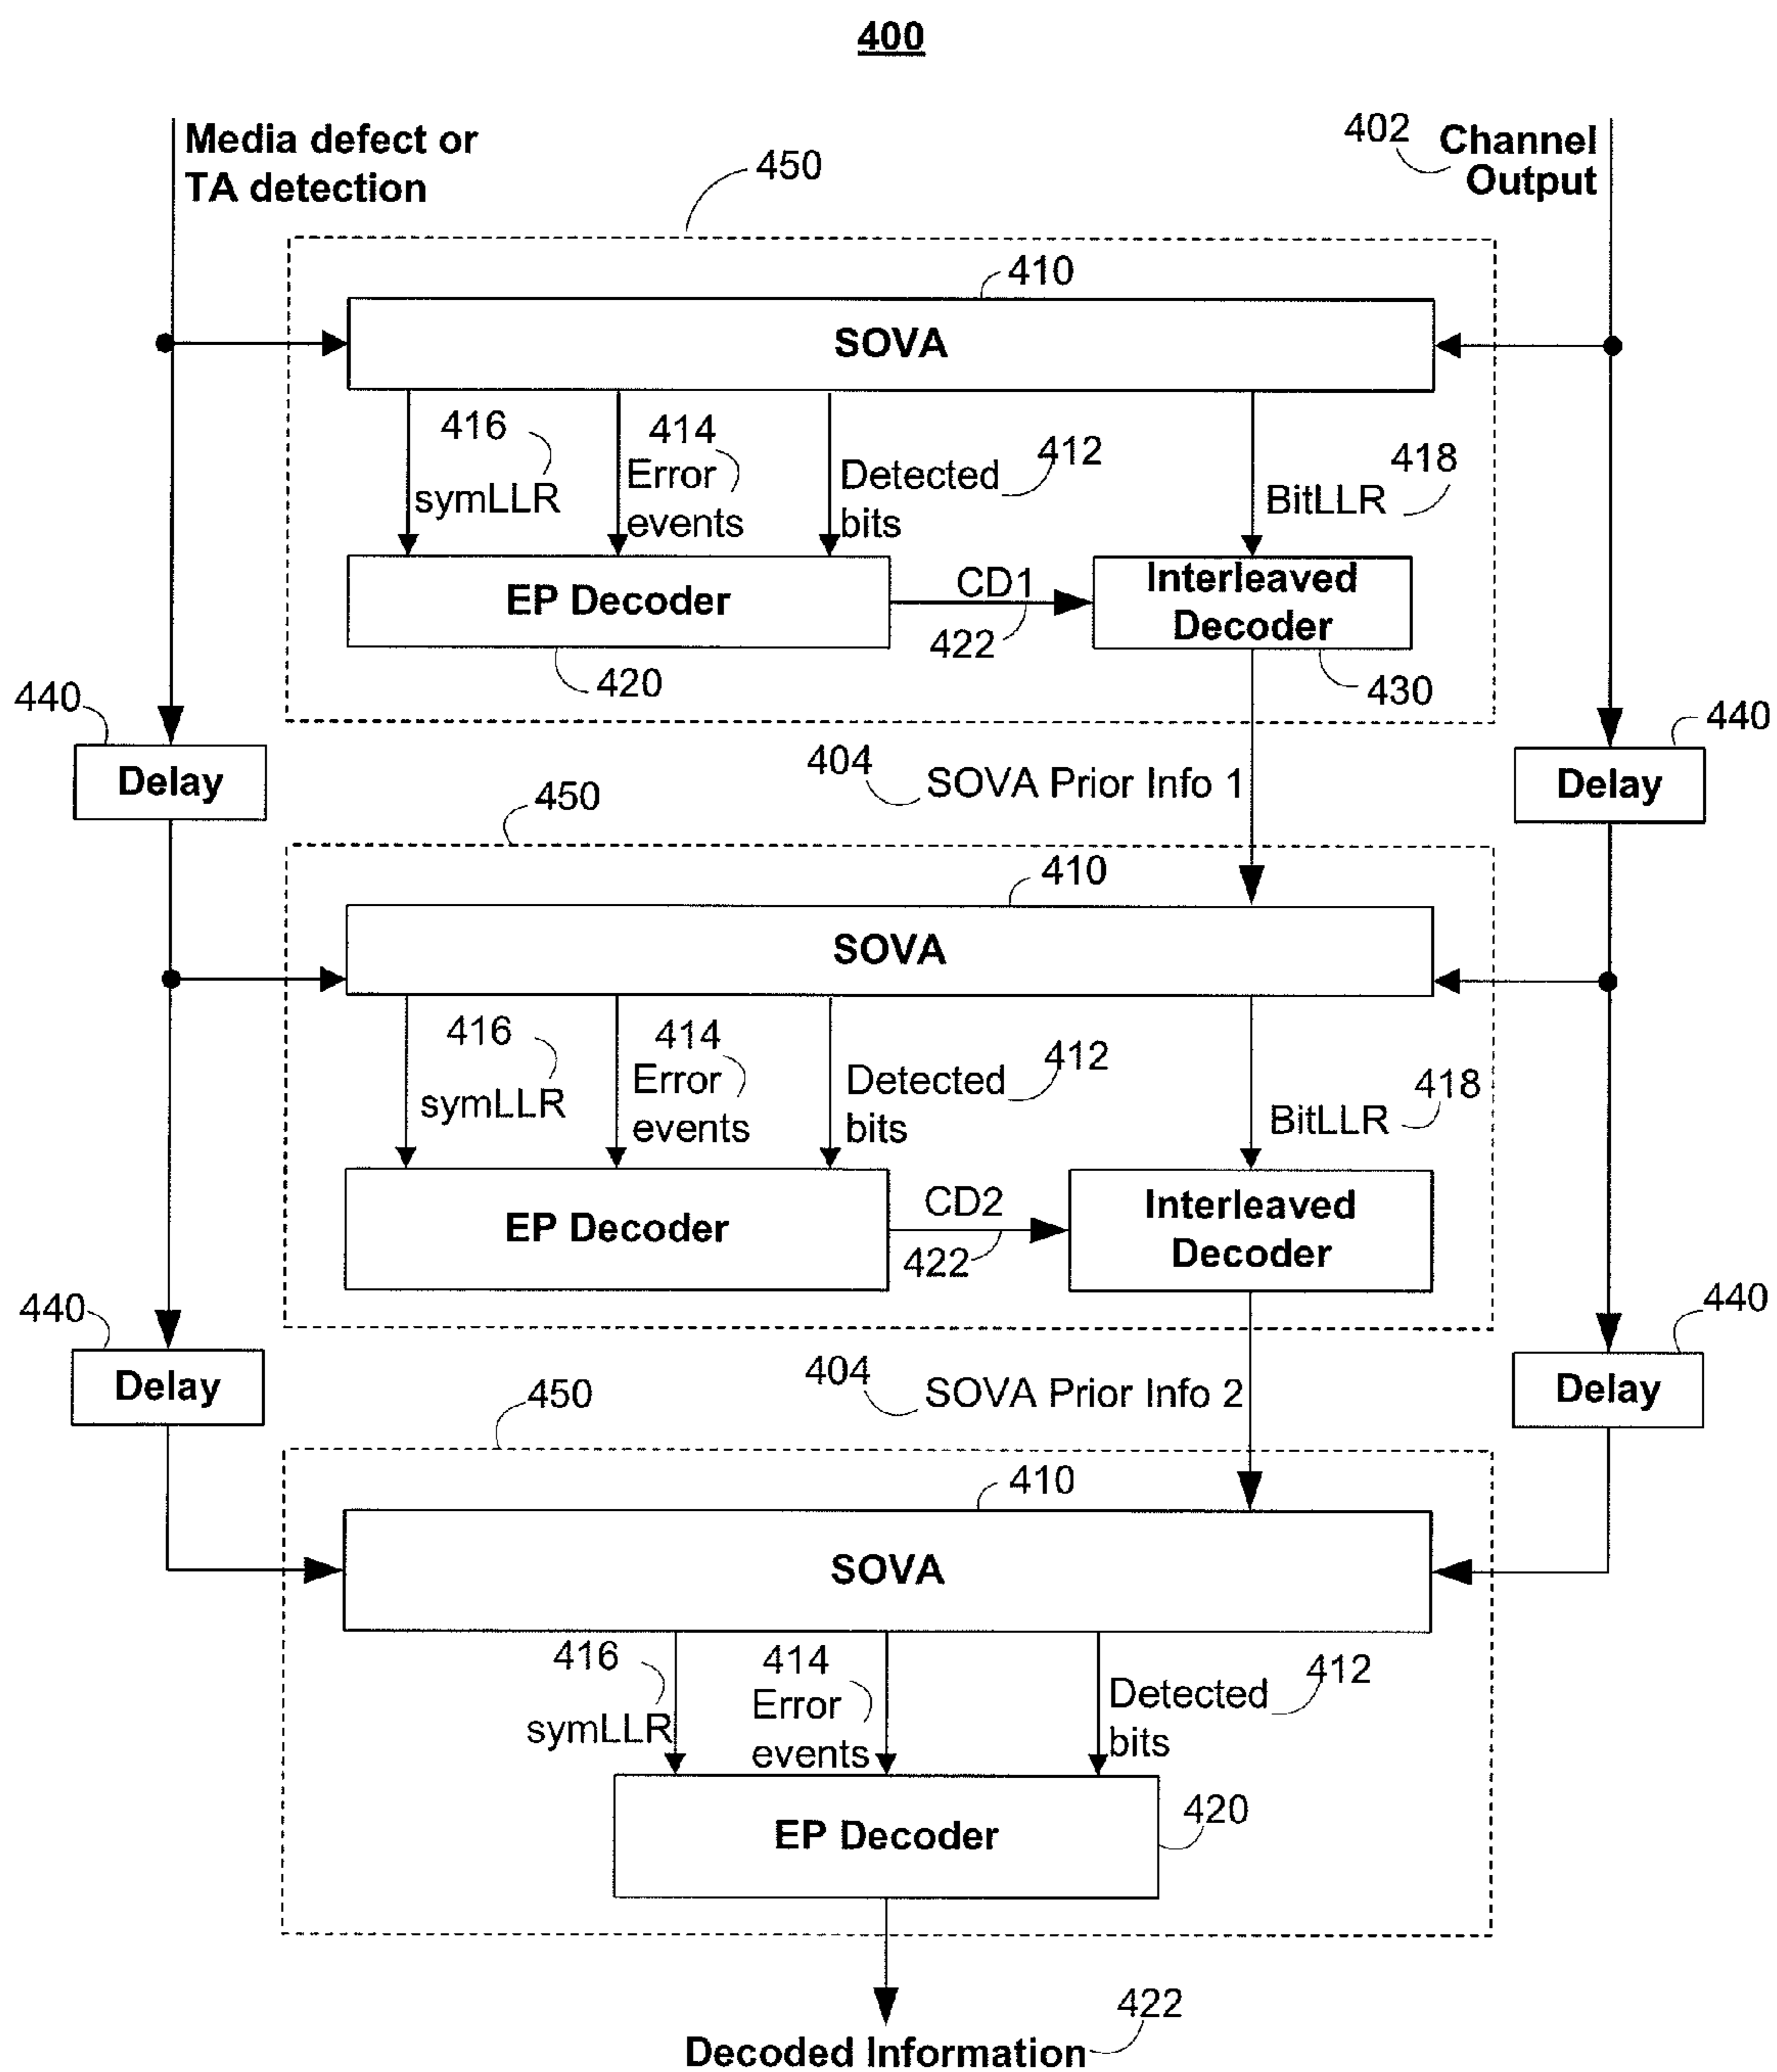 400
Media defect or
TA detection
402
Channel
Output
450
410
SOVA
416
symLLR
414
Error
events
412
Detected
bits
418
BitLLR
EP Decoder
CD1
422
Interleaved
Decoder
420
430
440
Delay
440
Delay
404
SOVA Prior Info 1
450
410
SOVA
416
symLLR
414
Error
events
412
Detected
bits
418
BitLLR
EP Decoder
CD2
422
Interleaved
Decoder
440
Delay
440
Delay
404
SOVA Prior Info 2
450
410
SOVA
416
symLLR
414
Error
events
412
Detected
bits
EP Decoder
420
Decoded Information
422